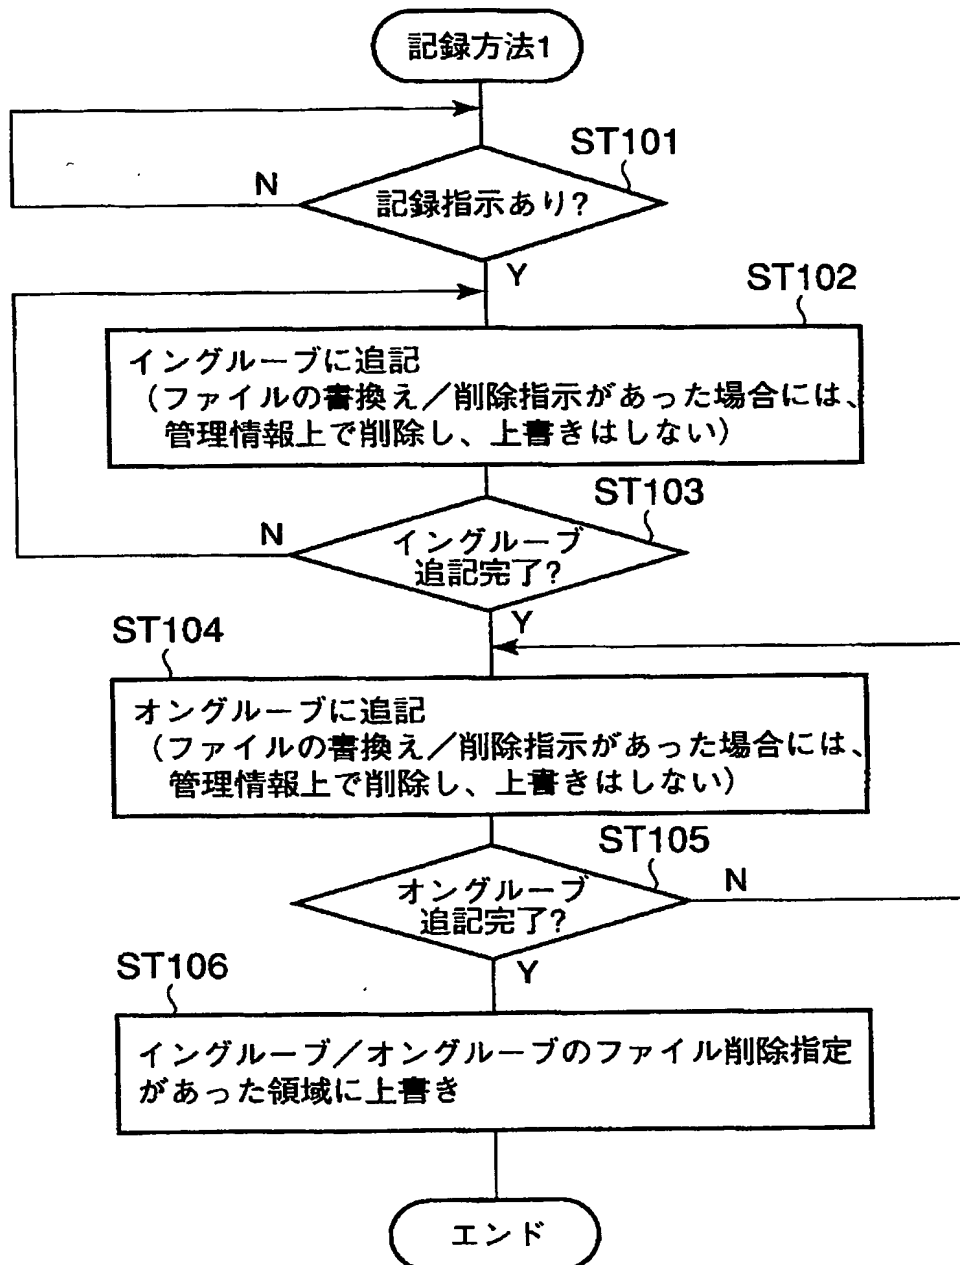 記録方法1
ST101
N
記録指示あり?
Y
ST102
イングルーブに追記
(ファイルの書換え/削除指示があった場合には、
管理情報上で削除し、上書きはしない)
ST103
N
イングルーブ
追記完了?
Y
ST104
オングルーブに追記
(ファイルの書換え/削除指示があった場合には、
管理情報上で削除し、上書きはしない)
ST105
N
オングルーブ
追記完了?
Y
ST106
イングルーブ/オングルーブのファイル削除指定
があった領域に上書き
エンド